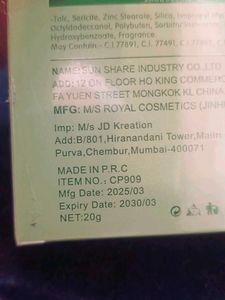 -Talc, Sericite, Zinc Stearate, Silica,
Octyldodecanol, Polybutene,
Hydroxybenzoate, Fragrance
May Contain:- C.I.77891, C.I.
NAME:SUN SHARE INDUSTRY CO.,LTD
ADD:12 ON FLOOR HO KING COMMERC
FA YUEN STREET MONGKOK KL CHINA
MFG: M/S ROYAL COSMETICS (JINH
Imp: M/s JD Kreation
Add:B/801,Hiranandani Tower,Matin
Purva,Chembur,Mumbai-400071
MADE IN P.R.C
ITEM NO.: CP909
Mfg Date: 2025/03
Expiry Date: 2030/03
NET:20g